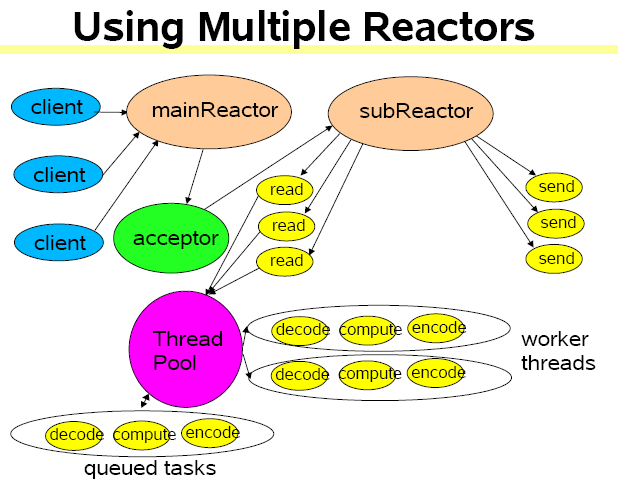 Using Multiple Reactors
client
mainReactor
subReactor
client
read
send
client
acceptor
read
send
read
send
Thread
Pool
decode
compute
encode
worker
threads
decode
compute
encode
decode
compute
encode
queued tasks